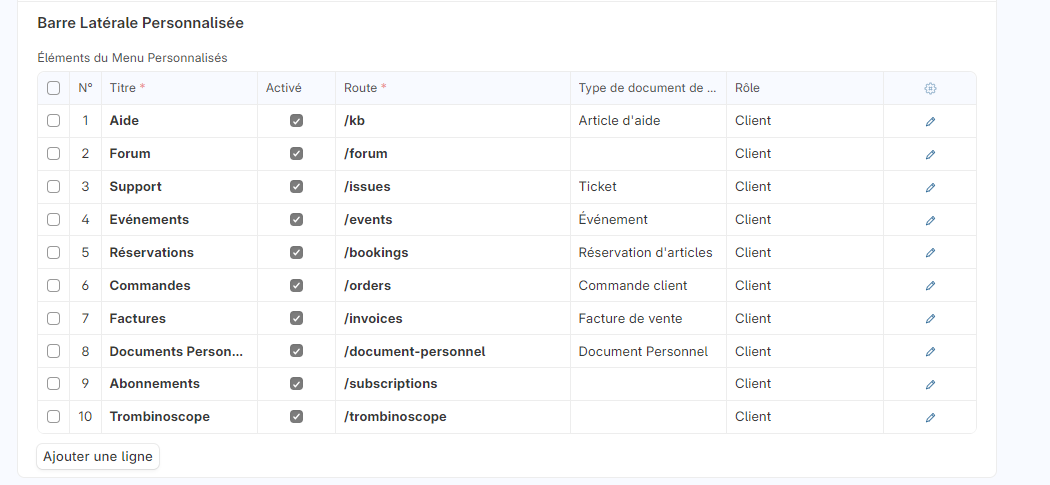 Barre Latérale Personnalisée
Éléments du Menu Personnalisés
N° Titre * Activé Route * Type de document de ... Rôle
1 Aide /kb Article d'aide Client
2 Forum /forum Client
3 Support /issues Ticket Client
4 Evénements /events Événement Client
5 Réservations /bookings Réservation d'articles Client
6 Commandes /orders Commande client Client
7 Factures /invoices Facture de vente Client
8 Documents Person... /document-personnel Document Personnel Client
9 Abonnements /subscriptions Client
10 Trombinoscope /trombinoscope Client
Ajouter une ligne